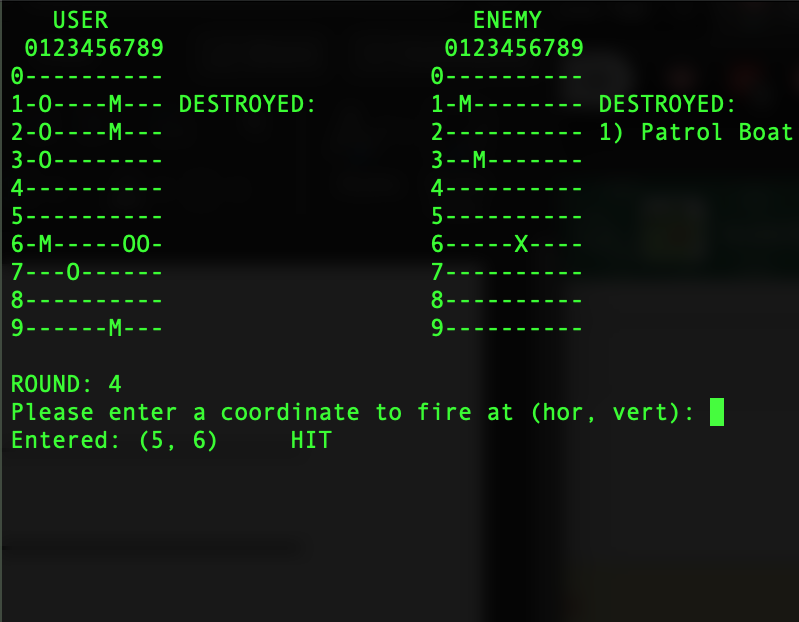 USER                          ENEMY
 0123456789                    0123456789
0----------                   0----------
1-O----M--- DESTROYED:        1-M-------- DESTROYED:
2-O----M---                   2---------- 1) Patrol Boat
3-O--------                   3--M-------
4----------                   4----------
5----------                   5----------
6-M-----OO-                   6-----X----
7---O------                   7----------
8----------                   8----------
9------M---                   9----------
ROUND: 4
Please enter a coordinate to fire at (hor, vert):
Entered: (5, 6)     HIT